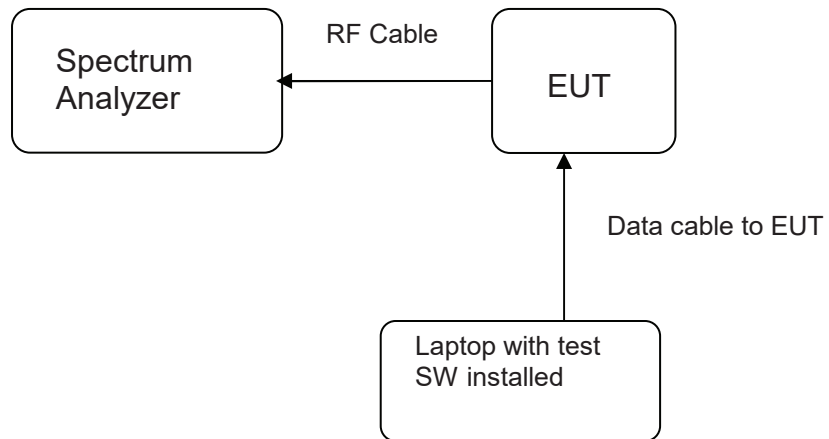 RF Cable
Spectrum
Analyzer
EUT
Data cable to EUT
Laptop with test
SW installed